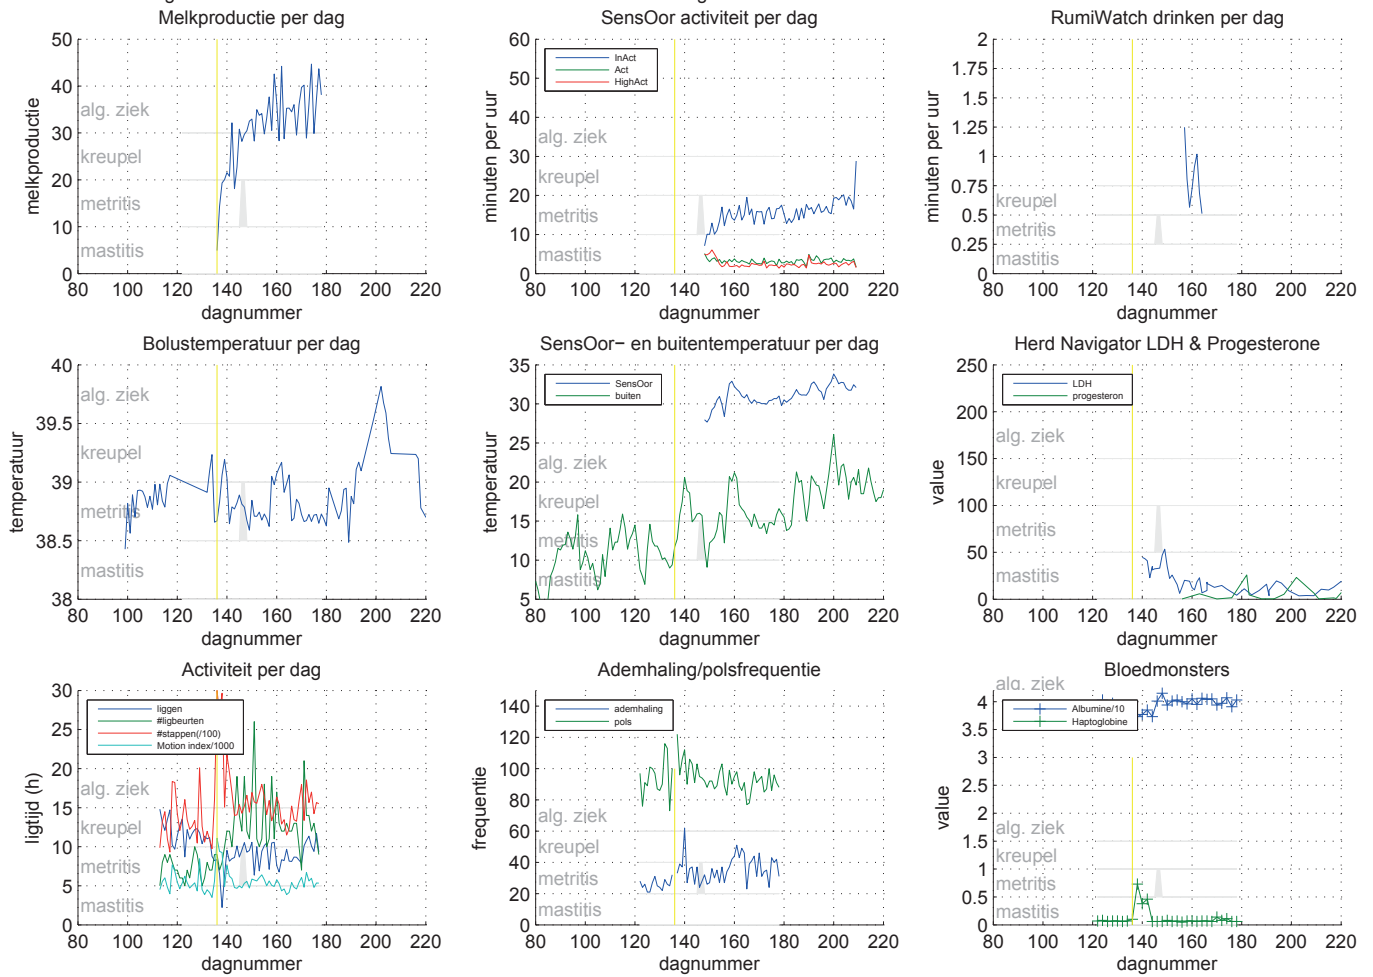 Melkproductie per dag
50
40
30
20
10
0
melkproductie
alg. ziek
kreupel
metritis
mastitis
80 100 120 140 160 180 200 220
dagnummer
SensOor activiteit per dag
60
50
40
30
20
10
0
minuten per uur
InAct
Act
HighAct
alg. ziek
kreupel
metritis
mastitis
80 100 120 140 160 180 200 220
dagnummer
RumiWatch drinken per dag
2
1.75
1.5
1.25
1
0.75
0.5
0.25
0
minuten per uur
kreupel
metritis
mastitis
80 100 120 140 160 180 200 220
dagnummer
Bolustemperatuur per dag
40
39.5
39
38.5
38
temperatuur
alg. ziek
kreupel
metritis
mastitis
80 100 120 140 160 180 200 220
dagnummer
SensOor− en buitentemperatuur per dag
35
30
25
20
15
10
5
temperatuur
SensOor
buiten
alg. ziek
kreupel
metritis
mastitis
80 100 120 140 160 180 200 220
dagnummer
Herd Navigator LDH & Progesterone
250
200
150
100
50
0
value
LDH
progesteron
alg. ziek
kreupel
metritis
mastitis
80 100 120 140 160 180 200 220
dagnummer
Activiteit per dag
30
25
20
15
10
5
0
ligtijd (h)
liggen
#ligbeurten
#stappen(/100)
Motion index/1000
alg. ziek
kreupel
metritis
mastitis
80 100 120 140 160 180 200 220
dagnummer
Ademhaling/polsfrequentie
140
120
100
80
60
40
20
0
frequentie
ademhaling
pols
alg. ziek
kreupel
metritis
mastitis
80 100 120 140 160 180 200 220
dagnummer
Bloedmonsters
4
3.5
3
2.5
2
1.5
1
0.5
0
value
alg. ziek
Albumine/10
Haptoglobine
alg. ziek
kreupel
metritis
mastitis
80 100 120 140 160 180 200 220
dagnummer